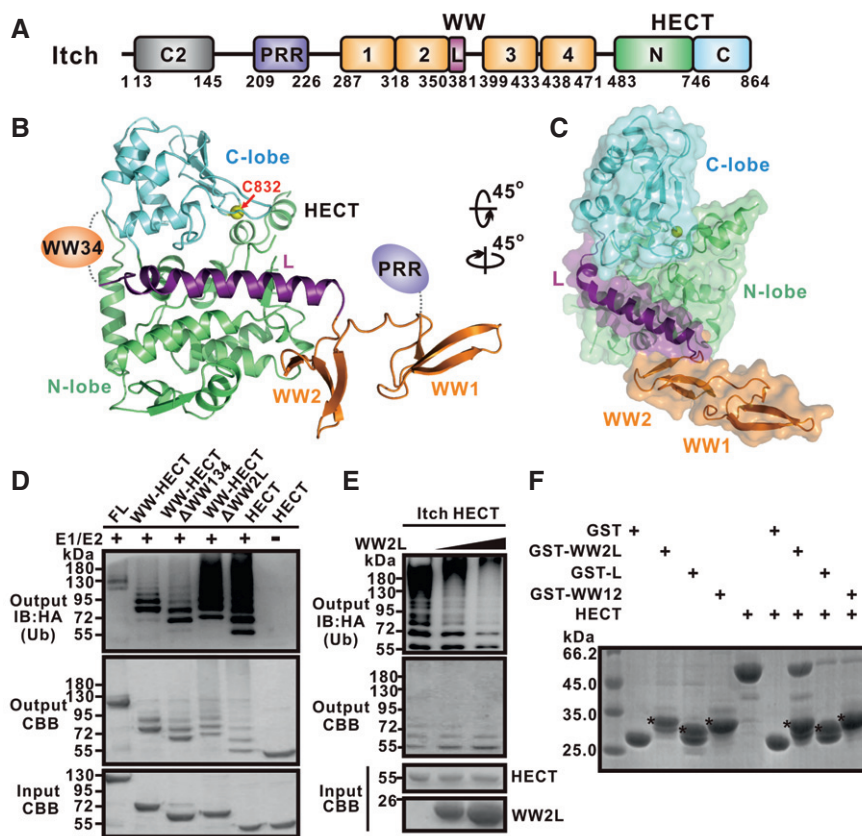 A
WW
HECT
Itch
C2
PRR
1
2
L
3
4
N
C
1 13 145 209 226 287 318 350 381 399 433 438 471 483 746 864
B
C-lobe
C832
HECT
WW34
L
PRR
N-lobe
WW2
WW1
45°
45°
C
C-lobe
L
N-lobe
WW2
WW1
D
FL
WW-HECT
WW-HECT
ΔWW134
WW-HECT
ΔWW2L
HECT
HECT
E1/E2 + + + + + -
kDa
180
130
95
72
55
Output
IB:HA
(Ub)
180
130
95
72
55
Output
CBB
130
95
72
55
Input
CBB
E
Itch HECT
WW2L
kDa
180
130
95
72
55
Output
IB:HA
(Ub)
180
130
95
72
55
Output
CBB
55
26
Input
CBB
HECT
WW2L
F
GST + +
GST-WW2L + +
GST-L + +
GST-WW12 + +
HECT + + + + +
kDa
66.2
45.0
35.0
25.0
* * * * * *